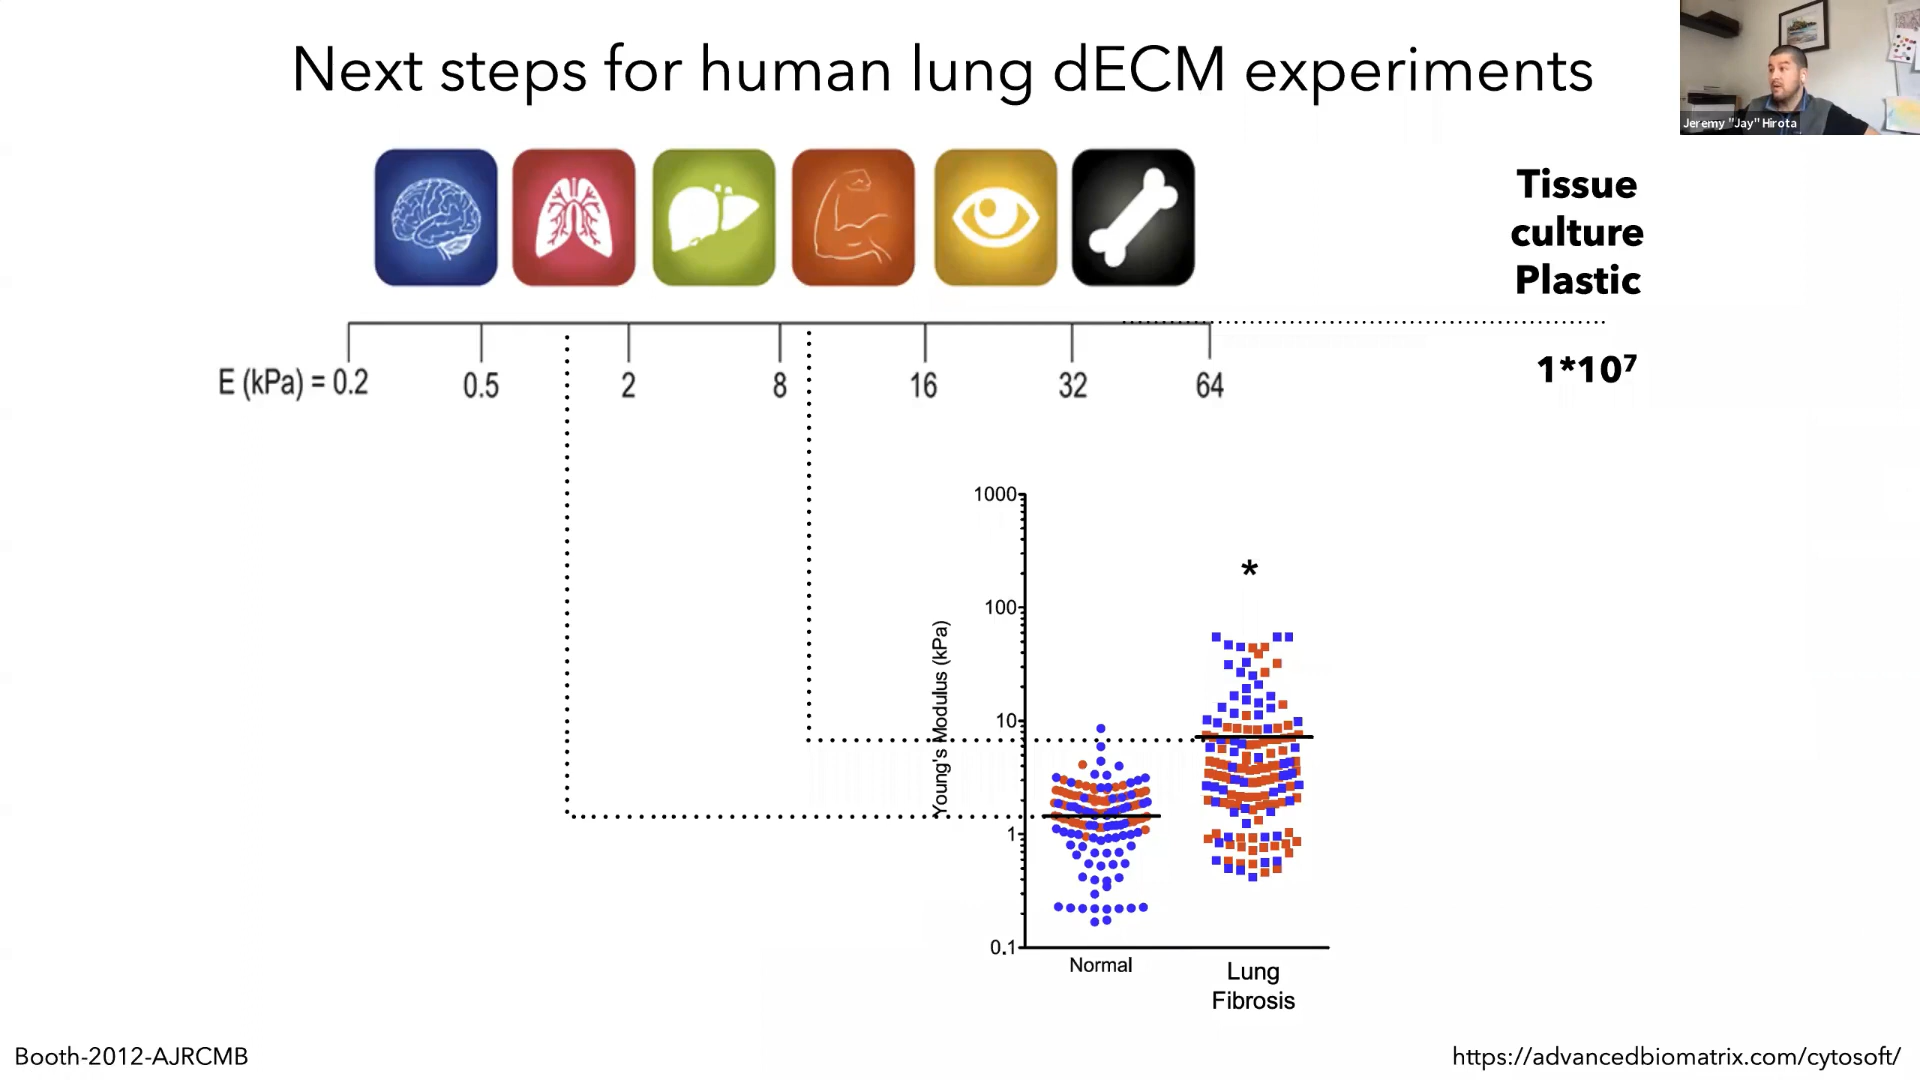 Next steps for human lung dECM experiments
Jeremy "Jay" Hirota
Tissue
culture
Plastic
E (kPa) = 0.2 0.5 2 8 16 32 64
1*10⁷
1000
*
100
Young's Modulus (kPa)
10
1
0.1
Normal
Lung
Fibrosis
Booth-2012-AJRCMB
https://advancedbiomatrix.com/cytosoft/